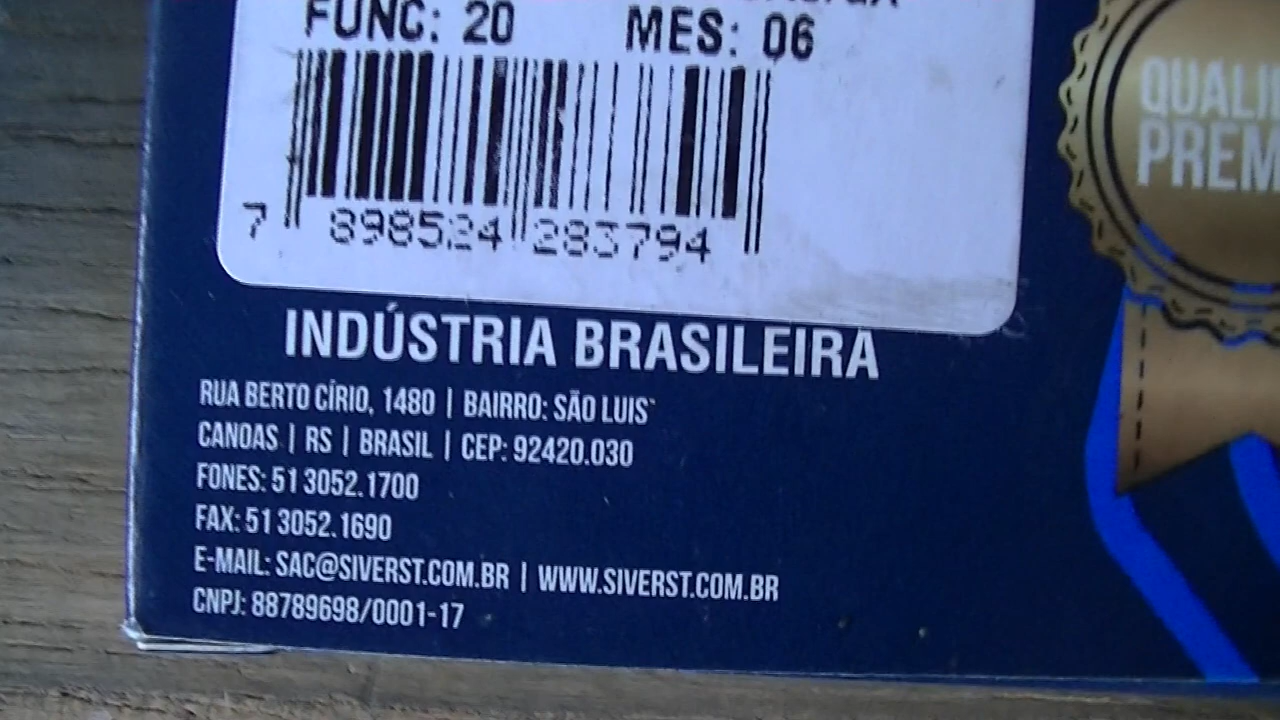 FUNC: 20 MES: 06
7 898524 283794
INDÚSTRIA BRASILEIRA
RUA BERTO CÍRIO, 1480 | BAIRRO: SÃO LUIS`
CANOAS | RS | BRASIL | CEP: 92420.030
FONES: 51 3052.1700
FAX: 51 3052.1690
E-MAIL: SAC@SIVERST.COM.BR | WWW.SIVERST.COM.BR
CNPJ: 88789698/0001-17